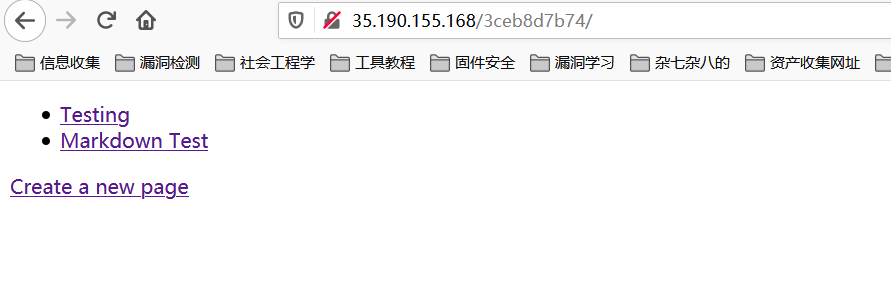 35.190.155.168/3ceb8d7b74/
信息收集 漏洞检测 社会工程学 工具教程 固件安全 漏洞学习 杂七杂八的 资产收集网址
Testing
Markdown Test
Create a new page